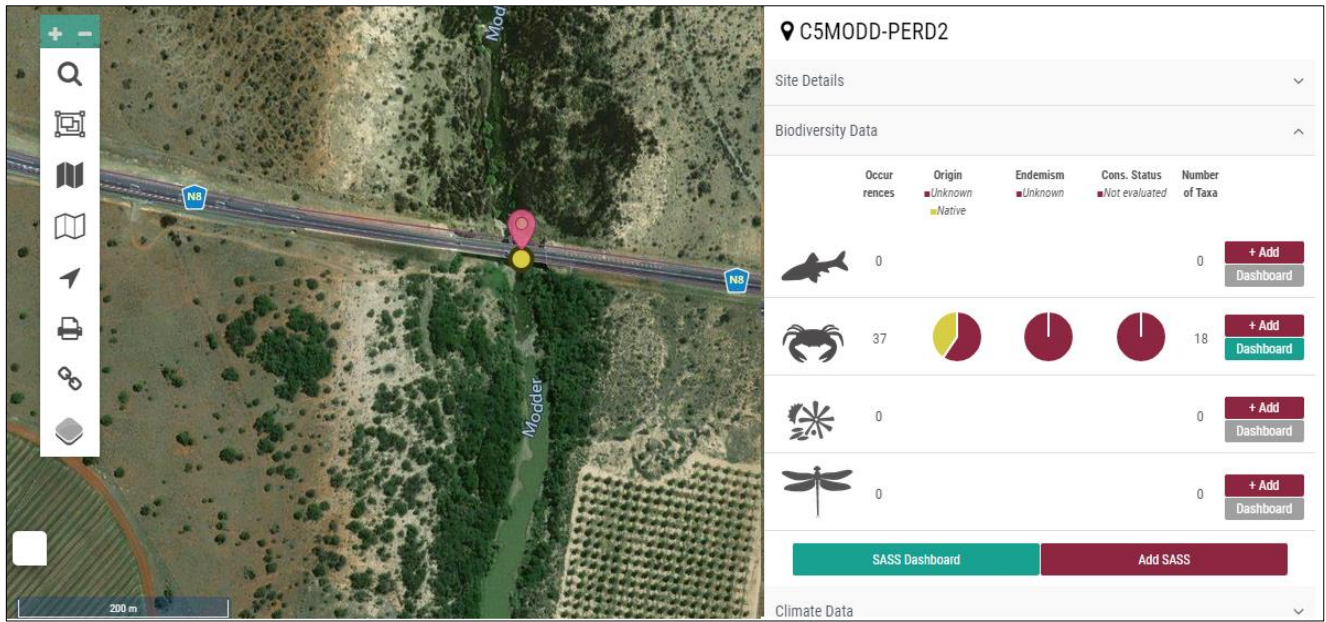 + −
Mod
N8
N8
Modder
200 m
C5MODD-PERD2
Site Details
Biodiversity Data
Occur Origin Endemism Cons. Status Number
rences Unknown Unknown Not evaluated of Taxa
Native
0 0 + Add
Dashboard
37 18 + Add
Dashboard
0 0 + Add
Dashboard
0 0 + Add
Dashboard
SASS Dashboard Add SASS
Climate Data